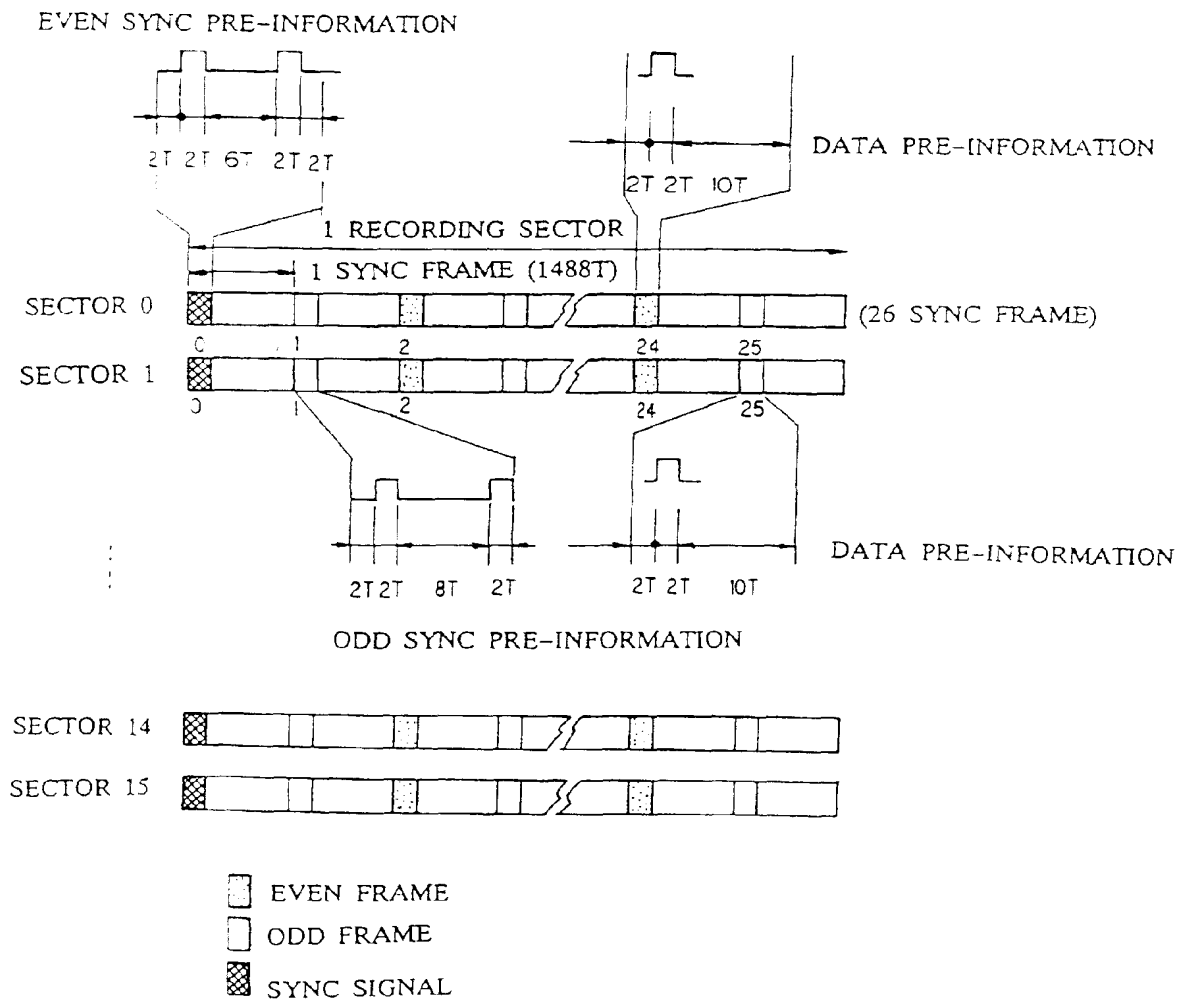 EVEN SYNC PRE-INFORMATION
2T 2T 6T 2T 2T
2T 2T 10T
DATA PRE-INFORMATION
1 RECORDING SECTOR
1 SYNC FRAME (1488T)
SECTOR 0
(26 SYNC FRAME)
0 1 2 24 25
SECTOR 1
0 1 2 24 25
2T 2T 8T 2T
2T 2T 10T
DATA PRE-INFORMATION
ODD SYNC PRE-INFORMATION
SECTOR 14
SECTOR 15
EVEN FRAME
ODD FRAME
SYNC SIGNAL